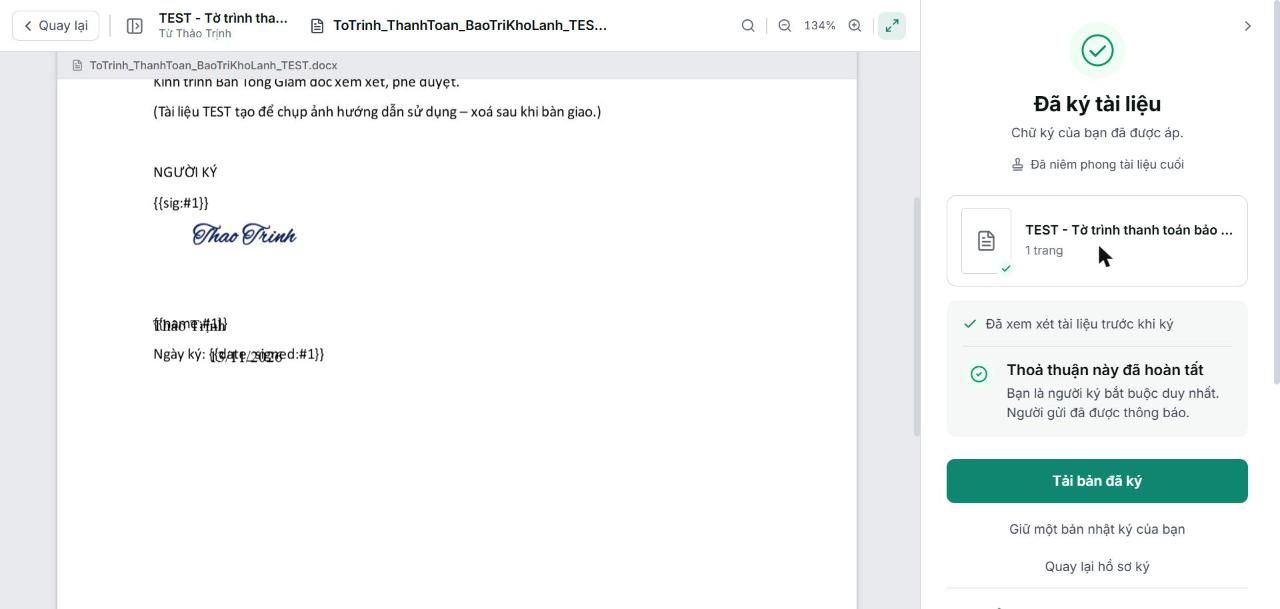 Quay lại
TEST - Tờ trình tha...
Từ Thảo Trịnh
ToTrinh_ThanhToan_BaoTriKhoLanh_TES...
134%
ToTrinh_ThanhToan_BaoTriKhoLanh_TEST.docx
Kính trình Ban Tổng Giám đốc xem xét, phê duyệt.
(Tài liệu TEST tạo để chụp ảnh hướng dẫn sử dụng – xoá sau khi bàn giao.)
NGƯỜI KÝ
{{sig:#1}}
Thao Trinh
{{name:#1}}
Thảo Trịnh
Ngày ký: {{date_signed:#1}}
Đã ký tài liệu
Chữ ký của bạn đã được áp.
Đã niêm phong tài liệu cuối
TEST - Tờ trình thanh toán bảo ...
1 trang
Đã xem xét tài liệu trước khi ký
Thoả thuận này đã hoàn tất
Bạn là người ký bắt buộc duy nhất.
Người gửi đã được thông báo.
Tải bản đã ký
Giữ một bản nhật ký của bạn
Quay lại hồ sơ ký